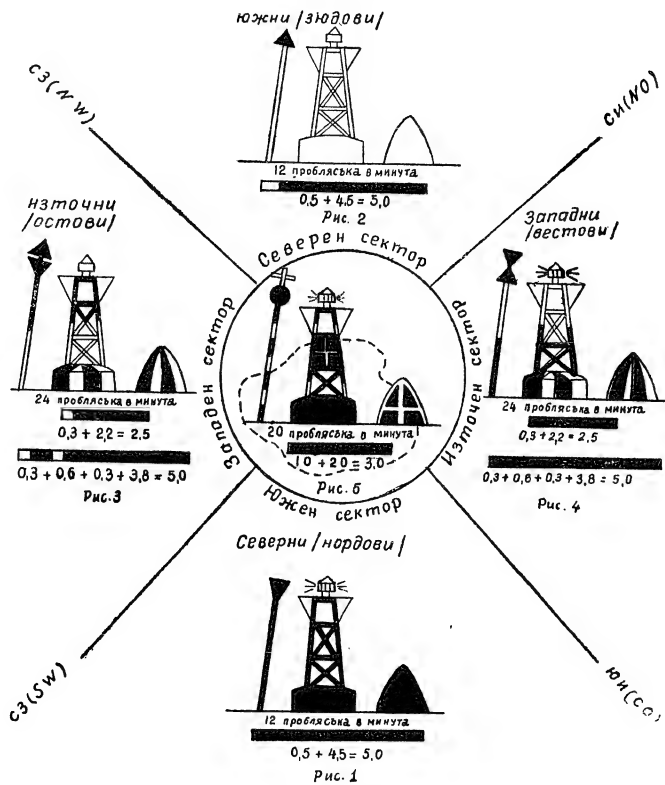 южни /зюдови/
СЗ(NW)
СИ(NO)
12 проблясъка в минута
0,5 + 4,5 = 5,0
Рис. 2
източни
/остови/
Западни
/вестовы/
Северен сектор
Западен сектор
Източен сектор
24 проблясъка в минута
0,3 + 2,2 = 2,5
0,3 + 0,6 + 0,3 + 3,8 = 5,0
Рис. 3
20 проблясъка в минута
1 0 + 2 0 = 3,0
Рис. 5
24 проблясъка в минута
0,3 + 2,2 = 2,5
0,3 + 0,6 + 0,3 + 3,8 = 5,0
Рис. 4
Южен сектор
Северни /нордови/
СЗ(SW)
12 проблясъка в минута
0,5 + 4,5 = 5,0
Рис. 1